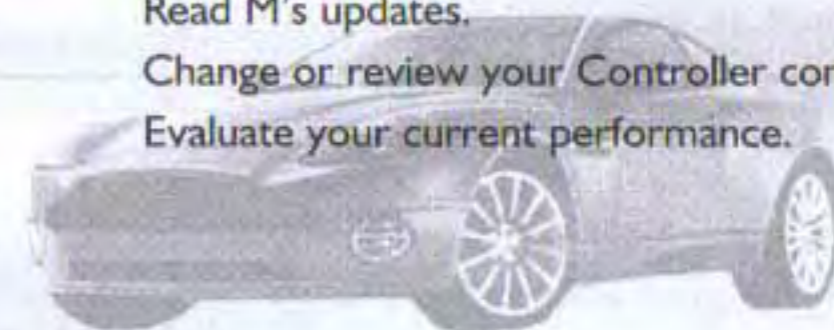 Read M's updates.
Change or review your Controller
Evaluate your current performance.